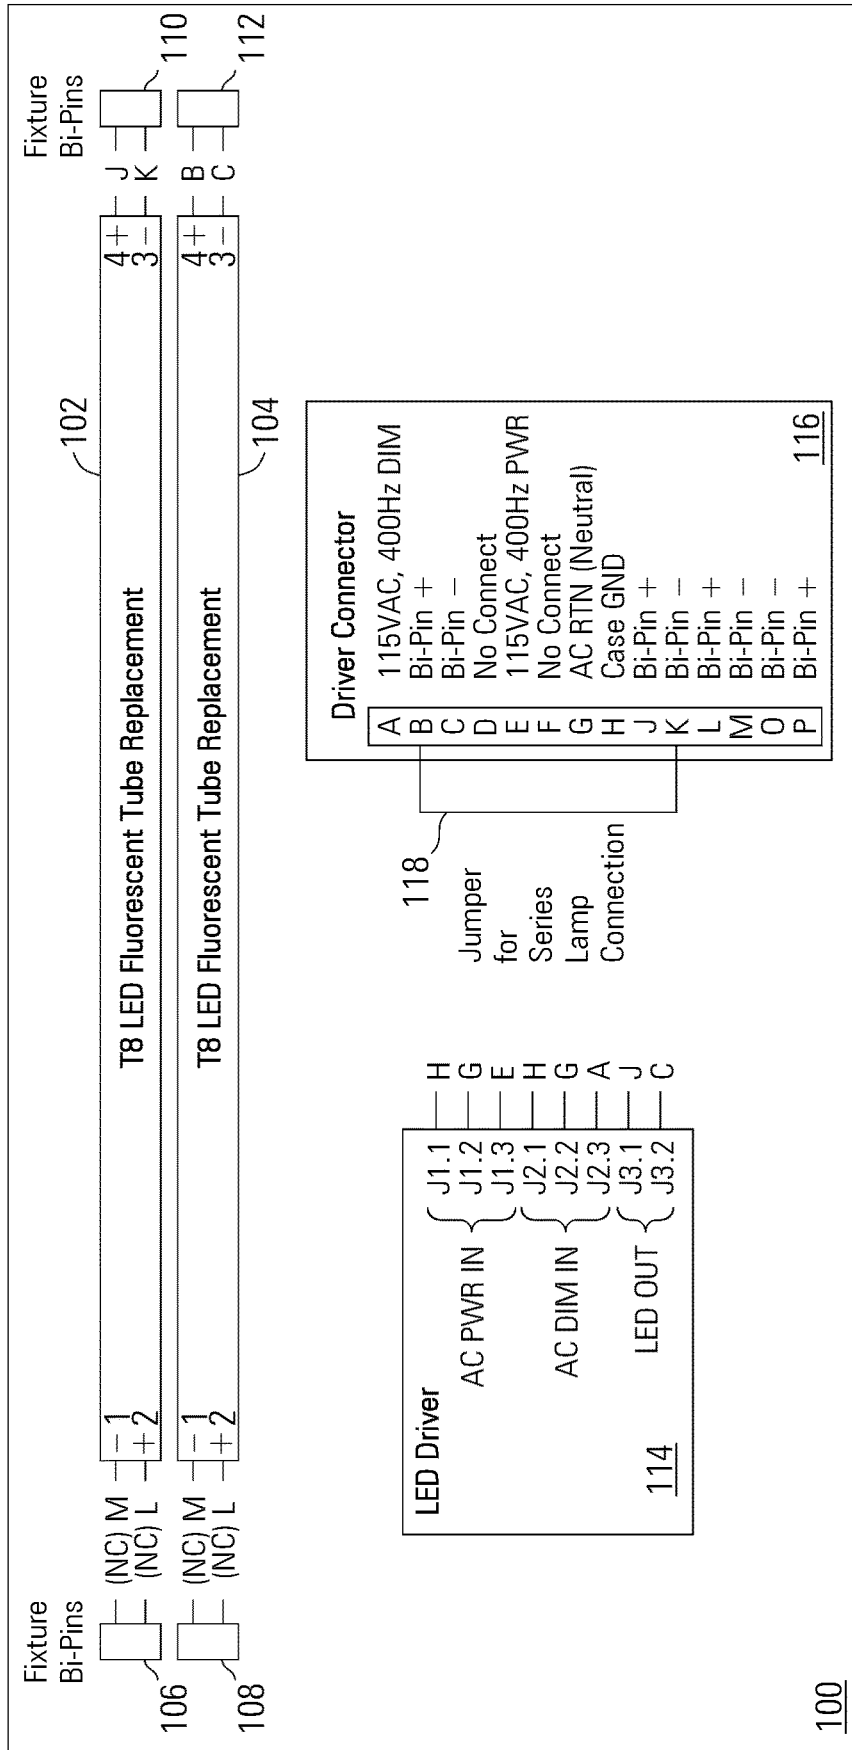 Fixture
Bi-Pins
106
108
(NC) M
(NC) L
(NC) M
(NC) L
− 1
+ 2
− 1
+ 2
T8 LED Fluorescent Tube Replacement
T8 LED Fluorescent Tube Replacement
102
104
4 +
3 −
4 +
3 −
J
K
B
C
Fixture
Bi-Pins
110
112
LED Driver
AC PWR IN
J1.1 H
J1.2 G
J1.3 E
AC DIM IN
J2.1 H
J2.2 G
J2.3 A
LED OUT
J3.1 J
J3.2 C
114
118
Jumper
for
Series
Lamp
Connection
Driver Connector
A 115VAC, 400Hz DIM
B Bi-Pin +
C Bi-Pin −
D No Connect
E 115VAC, 400Hz PWR
F No Connect
G AC RTN (Neutral)
H Case GND
J Bi-Pin +
K Bi-Pin −
L Bi-Pin +
M Bi-Pin −
O Bi-Pin −
P Bi-Pin +
116
100